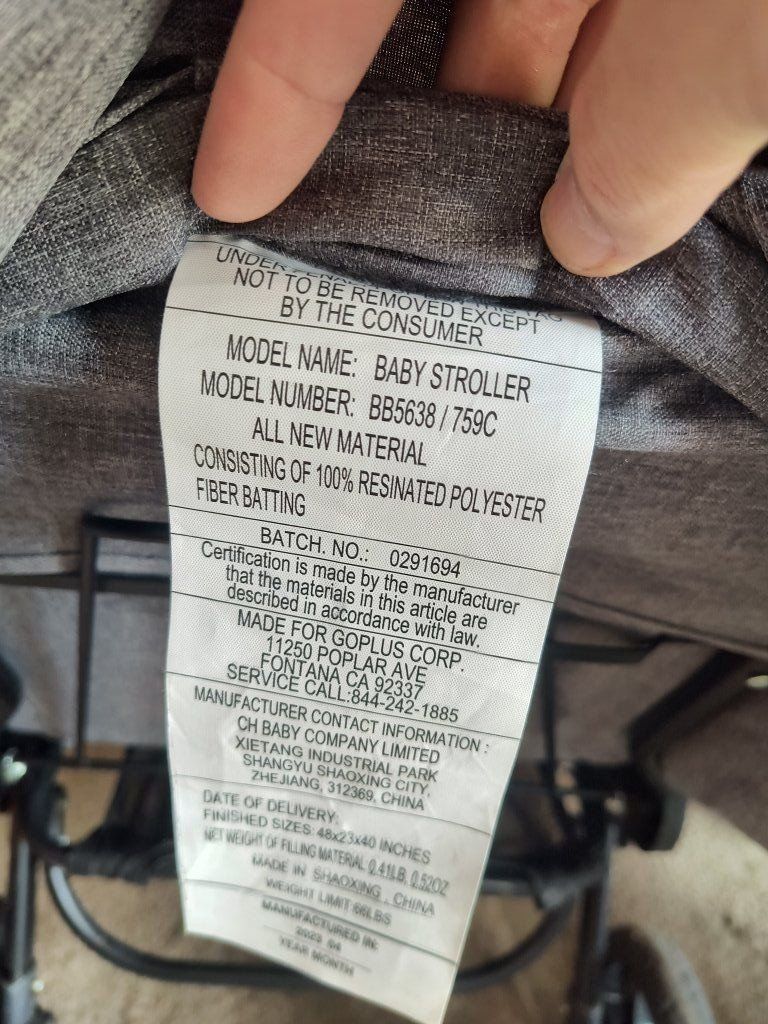 UNDER
NOT TO BE REMOVED EXCEPT
BY THE CONSUMER
MODEL NAME: BABY STROLLER
MODEL NUMBER: BB5638 / 759C
ALL NEW MATERIAL
CONSISTING OF 100% RESINATED POLYESTER
FIBER BATTING
BATCH. NO.: 0291694
Certification is made by the manufacturer
that the materials in this article are
described in accordance with law.
MADE FOR GOPLUS CORP.
11250 POPLAR AVE
FONTANA CA 92337
SERVICE CALL:844-242-1885
MANUFACTURER CONTACT INFORMATION :
CH BABY COMPANY LIMITED
XIETANG INDUSTRIAL PARK
SHANGYU SHAOXING CITY,
ZHEJIANG, 312369, CHINA
DATE OF DELIVERY:
FINISHED SIZES: 48x23x40 INCHES
NET WEIGHT OF FILLING MATERIAL 0.41LB, 0.52OZ
MADE IN SHAOXING , CHINA
WEIGHT LIMIT:66LBS
MANUFACTURED IN:
2023 04
YEAR MONTH